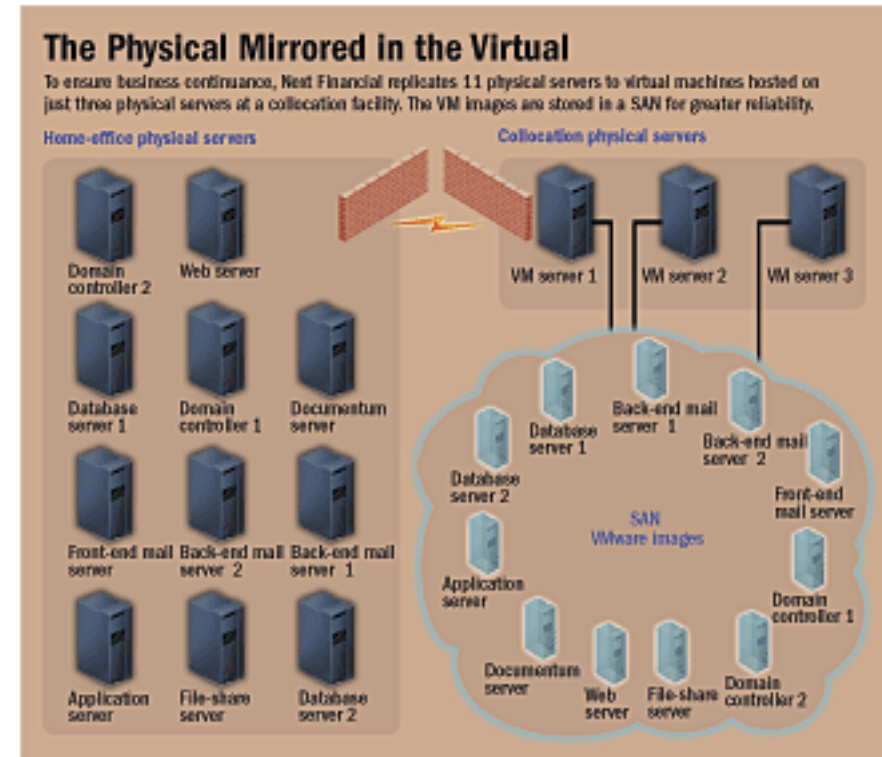 The Physical Mirrored in the Virtual
To ensure business continuance, Next Financial replicates 11 physical servers to virtual machines hosted on
just three physical servers at a collocation facility. The VM images are stored in a SAN for greater reliability.
Home-office physical servers
Collocation physical servers
Domain
controller 2
Web server
VM server 1
VM server 2
VM server 3
Database
server 1
Domain
controller 1
Documentum
server
Front-end mail
server
Back-end mail
server 2
Back-end mail
server 1
Application
server
File-share
server
Database
server 2
Back-end mail
server 1
Database
server 1
Back-end mail
server 2
Database
server 2
Front-end
mail server
SAN
VMware images
Application
server
Domain
controller 1
Documentum
server
Web
server
File-share
server
Domain
controller 2